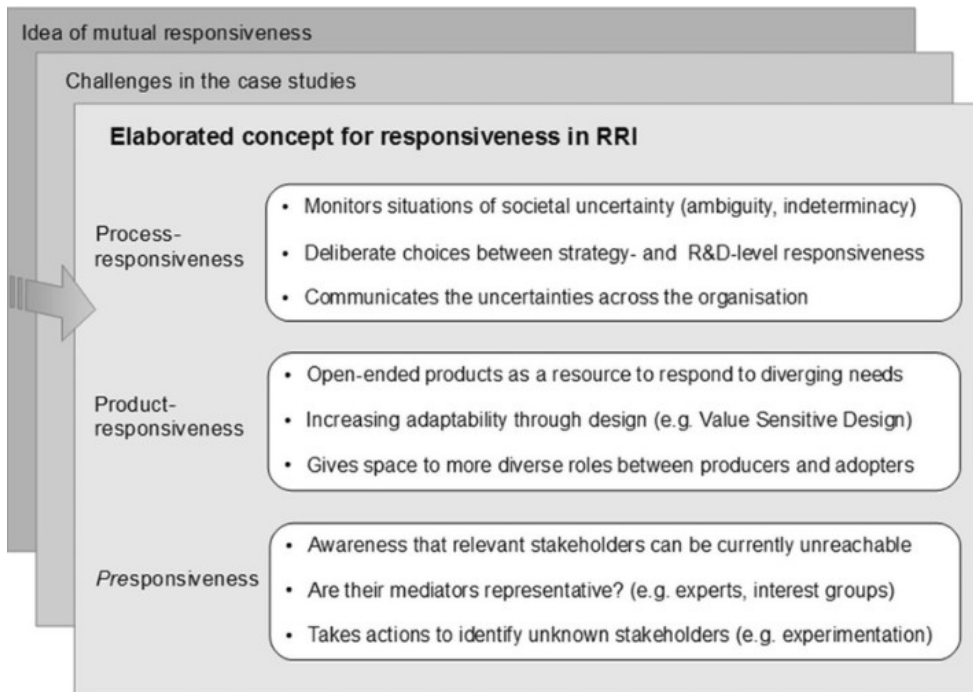 Idea of mutual responsiveness
Challenges in the case studies
Elaborated concept for responsiveness in RRI
Process-
responsiveness
• Monitors situations of societal uncertainty (ambiguity, indeterminacy)
• Deliberate choices between strategy- and R&D-level responsiveness
• Communicates the uncertainties across the organisation
Product-
responsiveness
• Open-ended products as a resource to respond to diverging needs
• Increasing adaptability through design (e.g. Value Sensitive Design)
• Gives space to more diverse roles between producers and adopters
Presponsiveness
• Awareness that relevant stakeholders can be currently unreachable
• Are their mediators representative? (e.g. experts, interest groups)
• Takes actions to identify unknown stakeholders (e.g. experimentation)